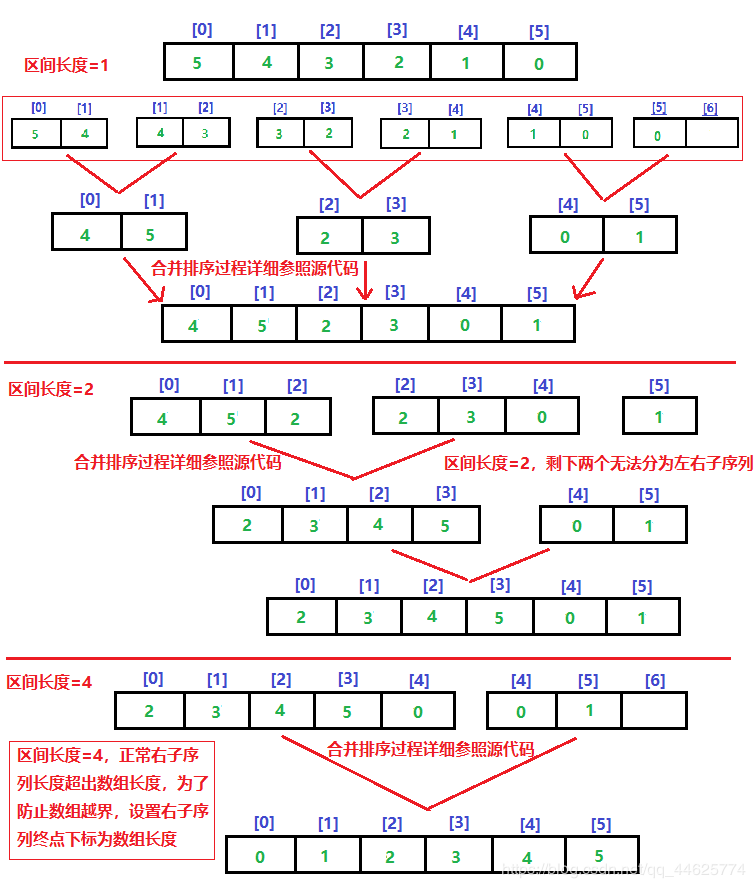 [0] [1] [2] [3] [4] [5]
区间长度=1
5 4 3 2 1 0
[0] [1] [1] [2] [2] [3] [3] [4] [4] [5] [5] [6]
5 4 4 3 3 2 2 1 1 0 0
[0] [1] [2] [3] [4] [5]
4 5 2 3 0 1
合并排序过程详细参照源代码
[0] [1] [2] [3] [4] [5]
4 5 2 3 0 1
区间长度=2
[0] [1] [2] [2] [3] [4] [5]
4 5 2 2 3 0 1
合并排序过程详细参照源代码
区间长度=2，剩下两个无法分为左右子序列
[0] [1] [2] [3] [4] [5]
2 3 4 5 0 1
[0] [1] [2] [3] [4] [5]
2 3 4 5 0 1
区间长度=4
[0] [1] [2] [3] [4] [4] [5] [6]
2 3 4 5 0 0 1
区间长度=4，正常右子序
列长度超出数组长度，为了
防止数组越界，设置右子序
列终点下标为数组长度
合并排序过程详细参照源代码
[0] [1] [2] [3] [4] [5]
0 1 2 3 4 5
https://blog.csdn.net/qq_44625774